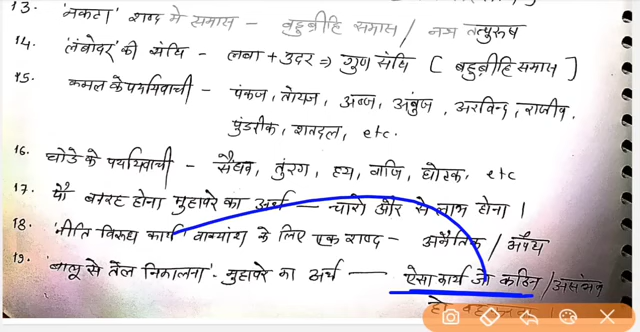 13. 'नकटा' शब्द मे समास - बहुब्रीहि समास / नञ तत्पुरुष
14. 'लंबोदर' की संधि - लंबा + उदर ⇒ गुण संधि [ बहुब्रीहि समास ]
15. कमल के पर्यायवाची - पंकज, तोयज, अब्ज, अंबुज, अरविन्द, राजीव,
पुंडरीक, शतदल, etc.
16. घोडे के पर्यायवाची - सैंधव, तुरंग, हय, वाजि, घोटक, etc
17. पौ बारह होना मुहावरे का अर्थ — चारो और से लाभ होना ।
18. 'नीति विरूध कार्य' वाक्यांश के लिए एक शब्द - अनैतिक / अवैध
19. 'बालू से तेल निकालना' - मुहावरे का अर्थ — ऐसा कार्य जो कठिन / असंभव
हो